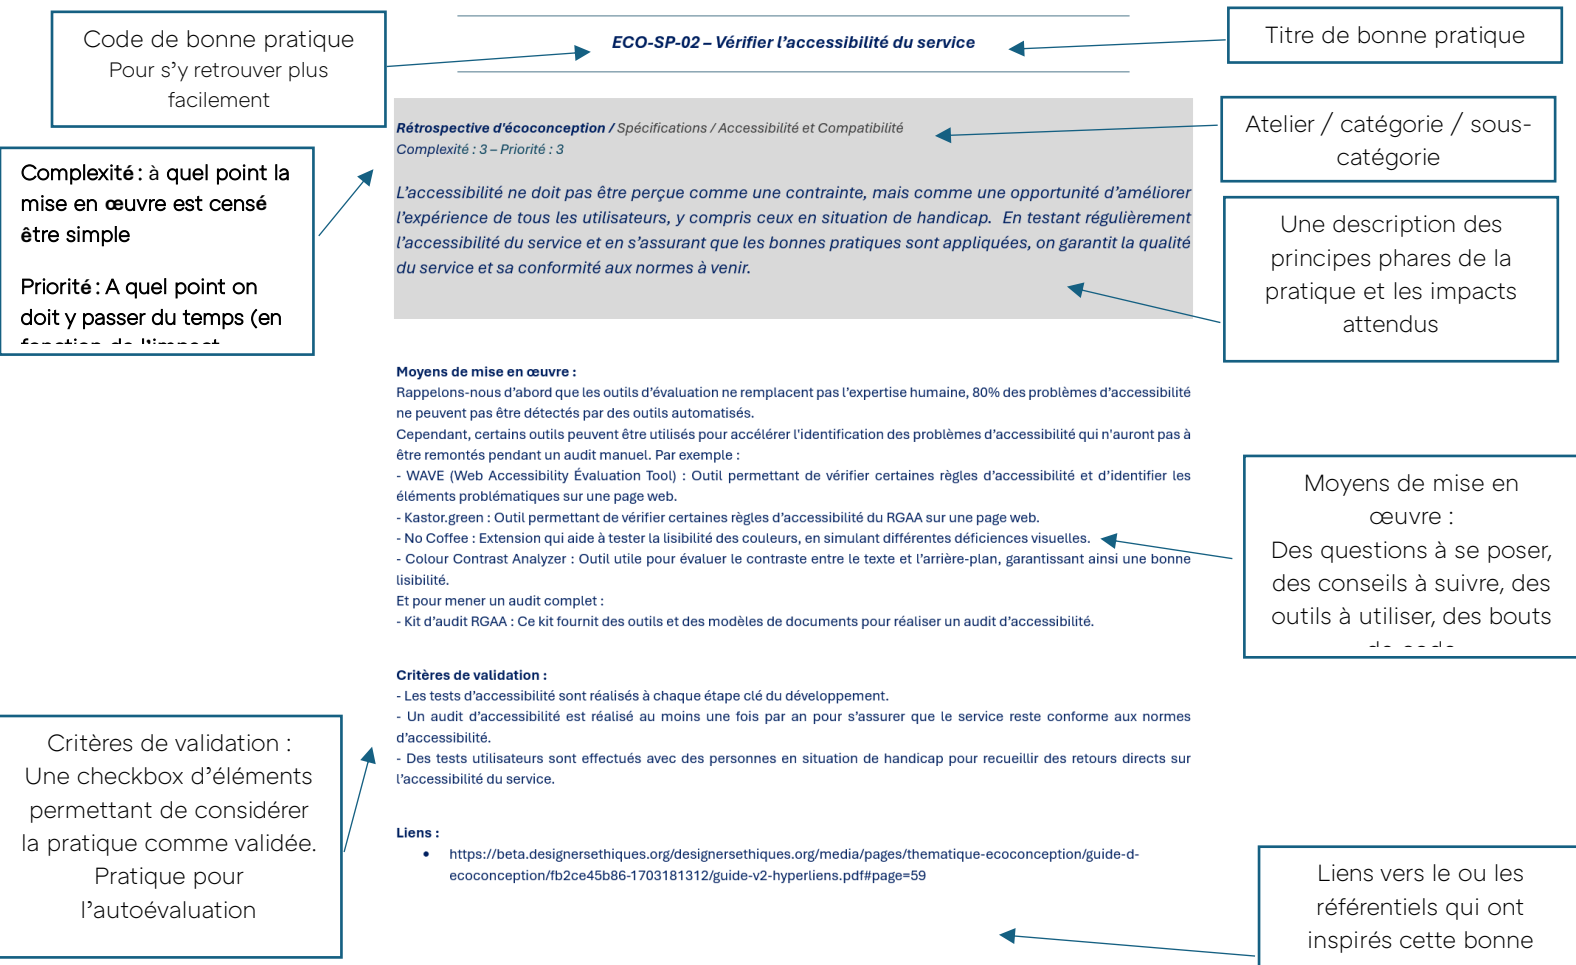 Code de bonne pratique
Pour s’y retrouver plus
facilement
ECO-SP-02 – Vérifier l’accessibilité du service
Titre de bonne pratique
Rétrospective d'écoconception / Spécifications / Accessibilité et Compatibilité
Complexité : 3 – Priorité : 3
Atelier / catégorie / sous-
catégorie
Complexité : à quel point la
mise en œuvre est censé
être simple
Priorité : A quel point on
doit y passer du temps (en
fonction de l’impact
L’accessibilité ne doit pas être perçue comme une contrainte, mais comme une opportunité d’améliorer
l’expérience de tous les utilisateurs, y compris ceux en situation de handicap. En testant régulièrement
l’accessibilité du service et en s’assurant que les bonnes pratiques sont appliquées, on garantit la qualité
du service et sa conformité aux normes à venir.
Une description des
principes phares de la
pratique et les impacts
attendus
Moyens de mise en œuvre :
Rappelons-nous d’abord que les outils d’évaluation ne remplacent pas l’expertise humaine, 80% des problèmes d’accessibilité
ne peuvent pas être détectés par des outils automatisés.
Cependant, certains outils peuvent être utilisés pour accélérer l'identification des problèmes d’accessibilité qui n'auront pas à
être remontés pendant un audit manuel. Par exemple :
- WAVE (Web Accessibility Évaluation Tool) : Outil permettant de vérifier certaines règles d’accessibilité et d’identifier les
éléments problématiques sur une page web.
- Kastor.green : Outil permettant de vérifier certaines règles d’accessibilité du RGAA sur une page web.
- No Coffee : Extension qui aide à tester la lisibilité des couleurs, en simulant différentes déficiences visuelles.
- Colour Contrast Analyzer : Outil utile pour évaluer le contraste entre le texte et l’arrière-plan, garantissant ainsi une bonne
lisibilité.
Et pour mener un audit complet :
- Kit d’audit RGAA : Ce kit fournit des outils et des modèles de documents pour réaliser un audit d’accessibilité.
Moyens de mise en
œuvre :
Des questions à se poser,
des conseils à suivre, des
outils à utiliser, des bouts
de code
Critères de validation :
- Les tests d’accessibilité sont réalisés à chaque étape clé du développement.
- Un audit d’accessibilité est réalisé au moins une fois par an pour s’assurer que le service reste conforme aux normes
d’accessibilité.
- Des tests utilisateurs sont effectués avec des personnes en situation de handicap pour recueillir des retours directs sur
l’accessibilité du service.
Critères de validation :
Une checkbox d’éléments
permettant de considérer
la pratique comme validée.
Pratique pour
l’autoévaluation
Liens :
• https://beta.designersethiques.org/designersethiques.org/media/pages/thematique-ecoconception/guide-d-
ecoconception/fb2ce45b86-1703181312/guide-v2-hyperliens.pdf#page=59
Liens vers le ou les
référentiels qui ont
inspirés cette bonne